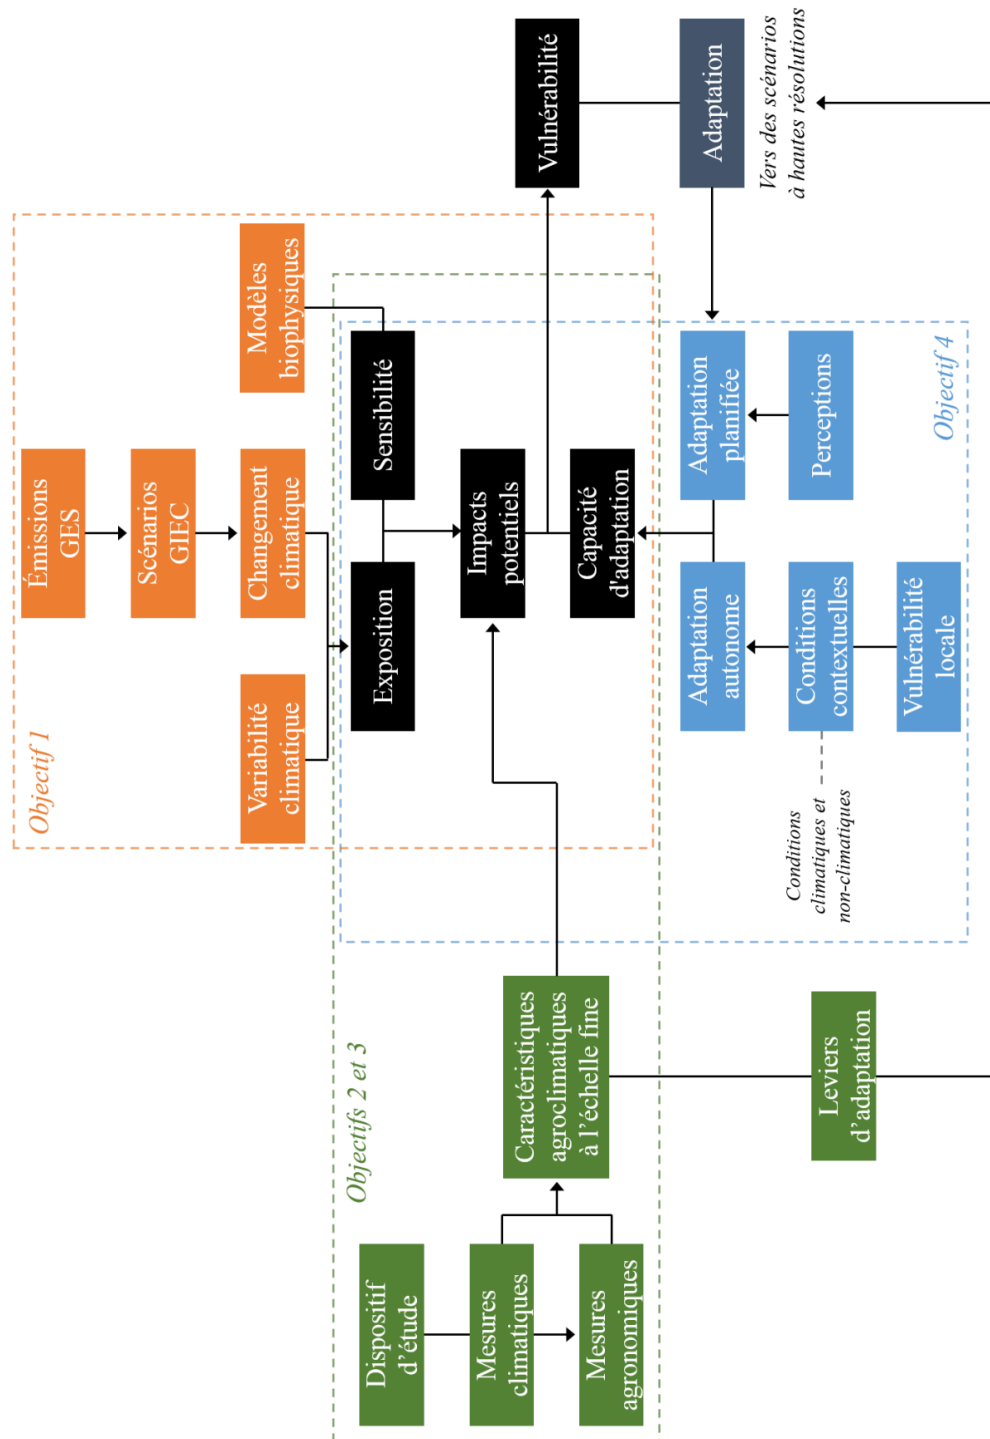 Objectif 1
Émissions
GES
Scénarios
GIEC
Variabilité
climatique
Changement
climatique
Modèles
biophysiques
Objectifs 2 et 3
Dispositif
d’étude
Mesures
climatiques
Mesures
agronomiques
Caractéristiques
agroclimatiques
à l’échelle fine
Exposition
Sensibilité
Impacts
potentiels
Capacité
d'adaptation
Vulnérabilité
Adaptation
Vers des scénarios
à hautes résolutions
Adaptation
autonome
Adaptation
planifiée
Conditions
contextuelles
Perceptions
Vulnérabilité
locale
Conditions
climatiques et
non-climatiques
Objectif 4
Leviers
d’adaptation